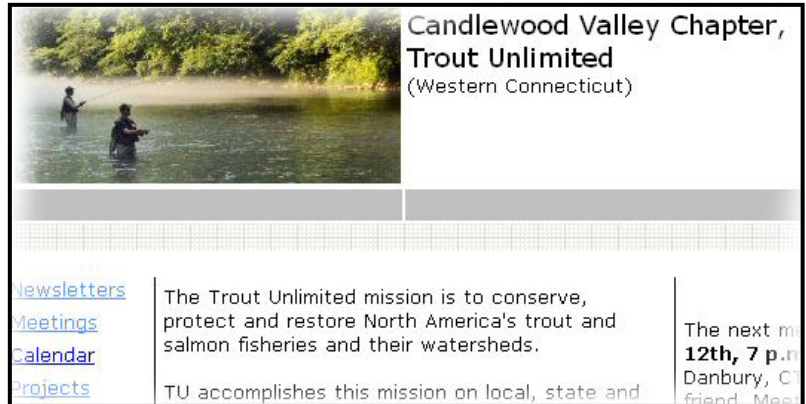 Candlewood Valley Chapter,
Trout Unlimited
(Western Connecticut)
Newsletters
Meetings
Calendar
Projects
The Trout Unlimited mission is to conserve,
protect and restore North America's trout and
salmon fisheries and their watersheds.
TU accomplishes this mission on local, state and
The next
12th, 7
Danbury,
friend.